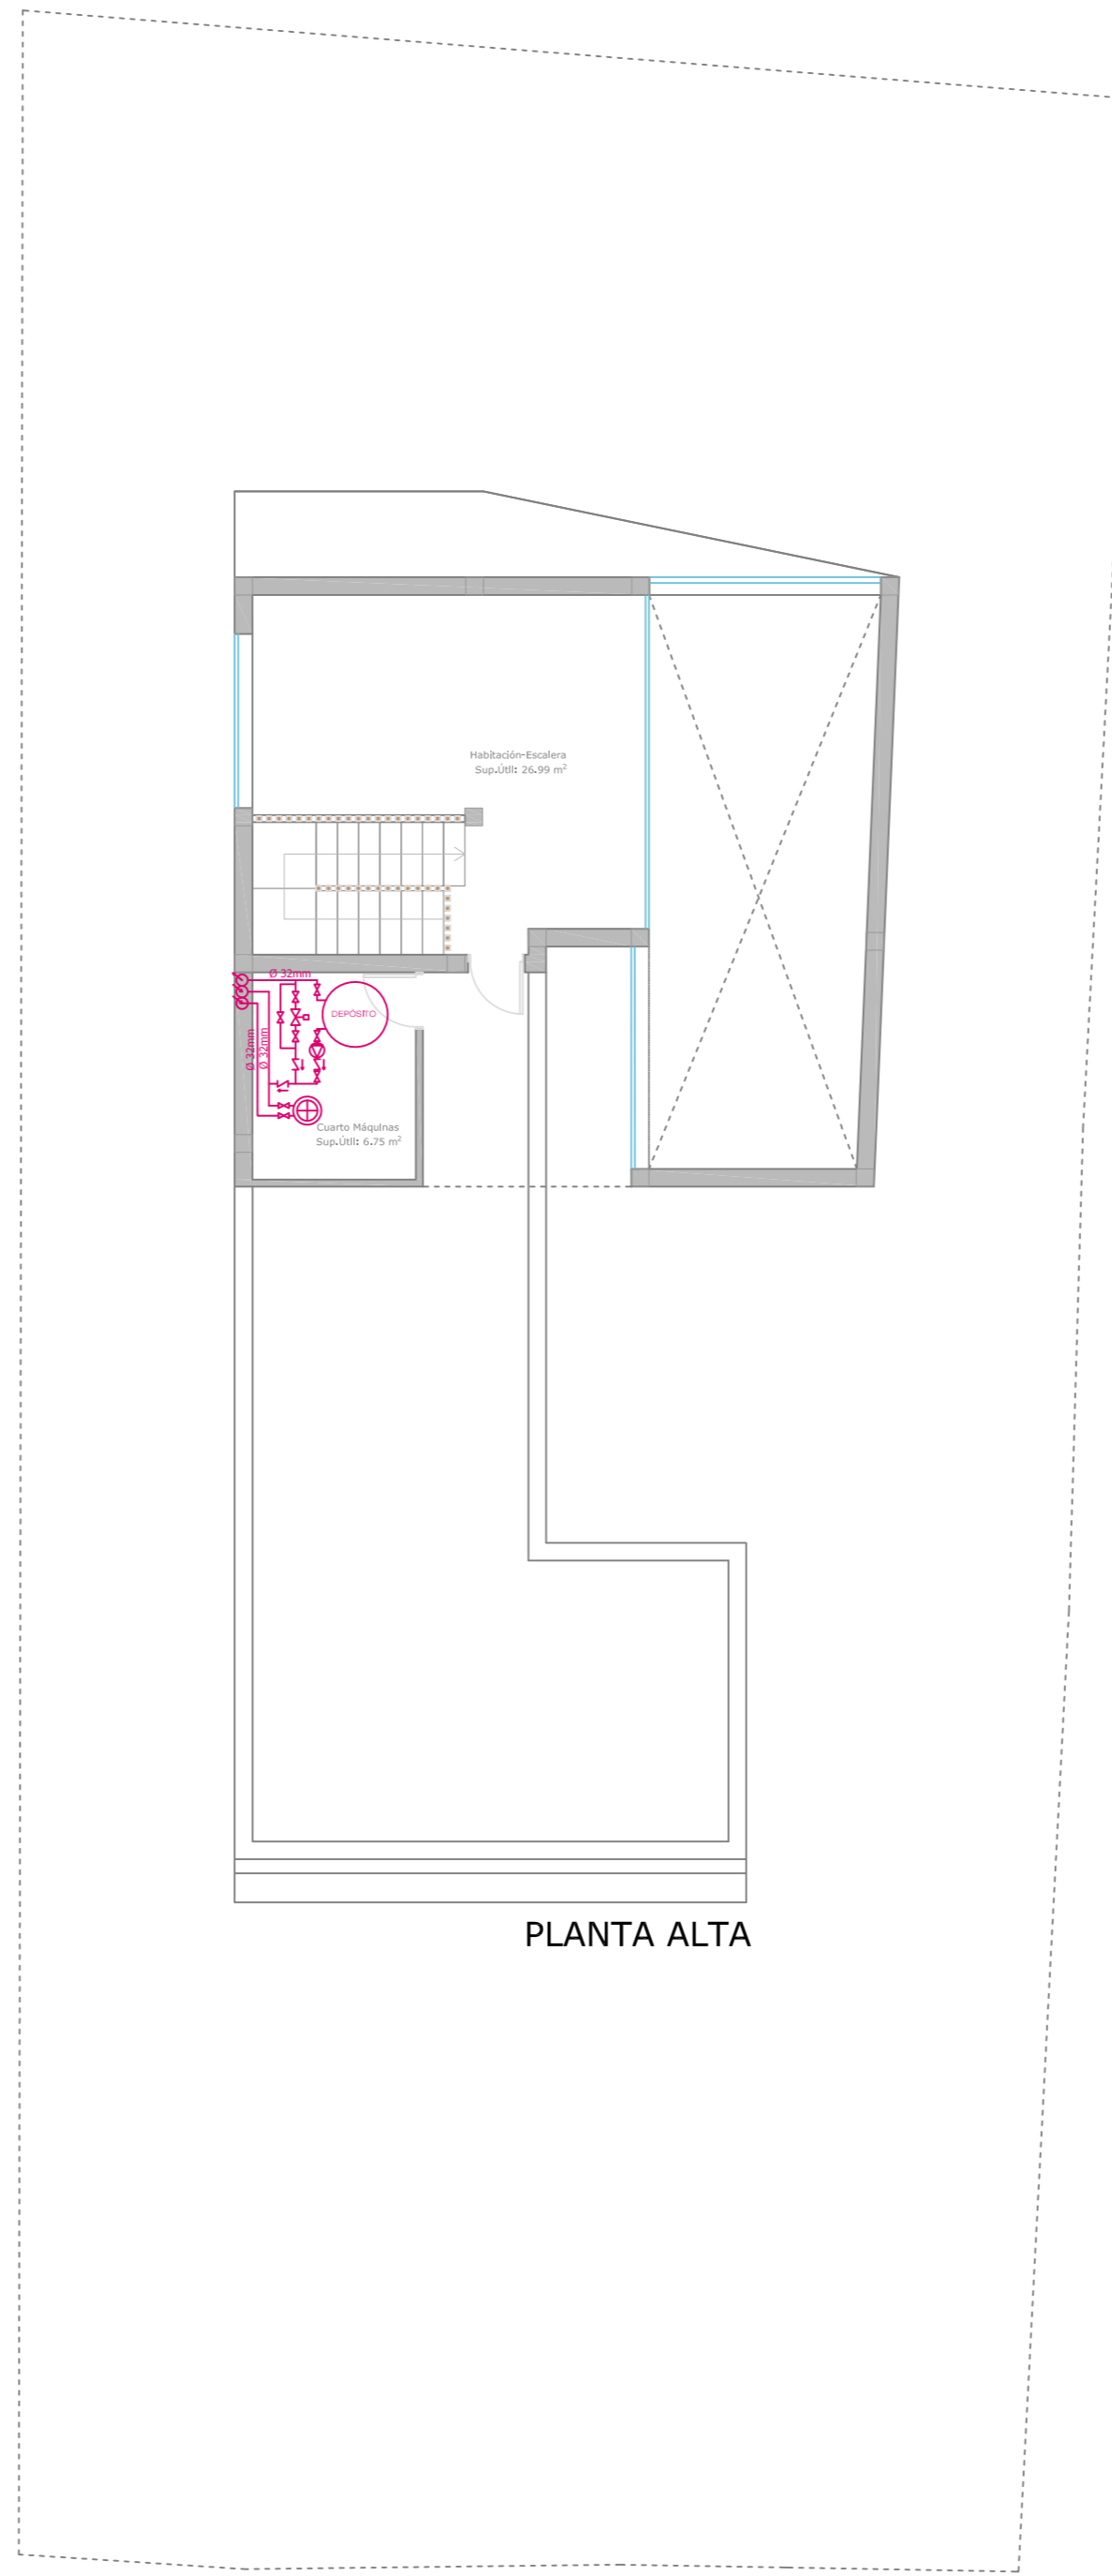 Habitación-Escalera
Sup.Útil: 26.99 m²
Ø 32mm
DEPÓSITO
Ø 32mm
Ø 32mm
Cuarto Máquinas
Sup.Útil: 6.75 m²
PLANTA ALTA